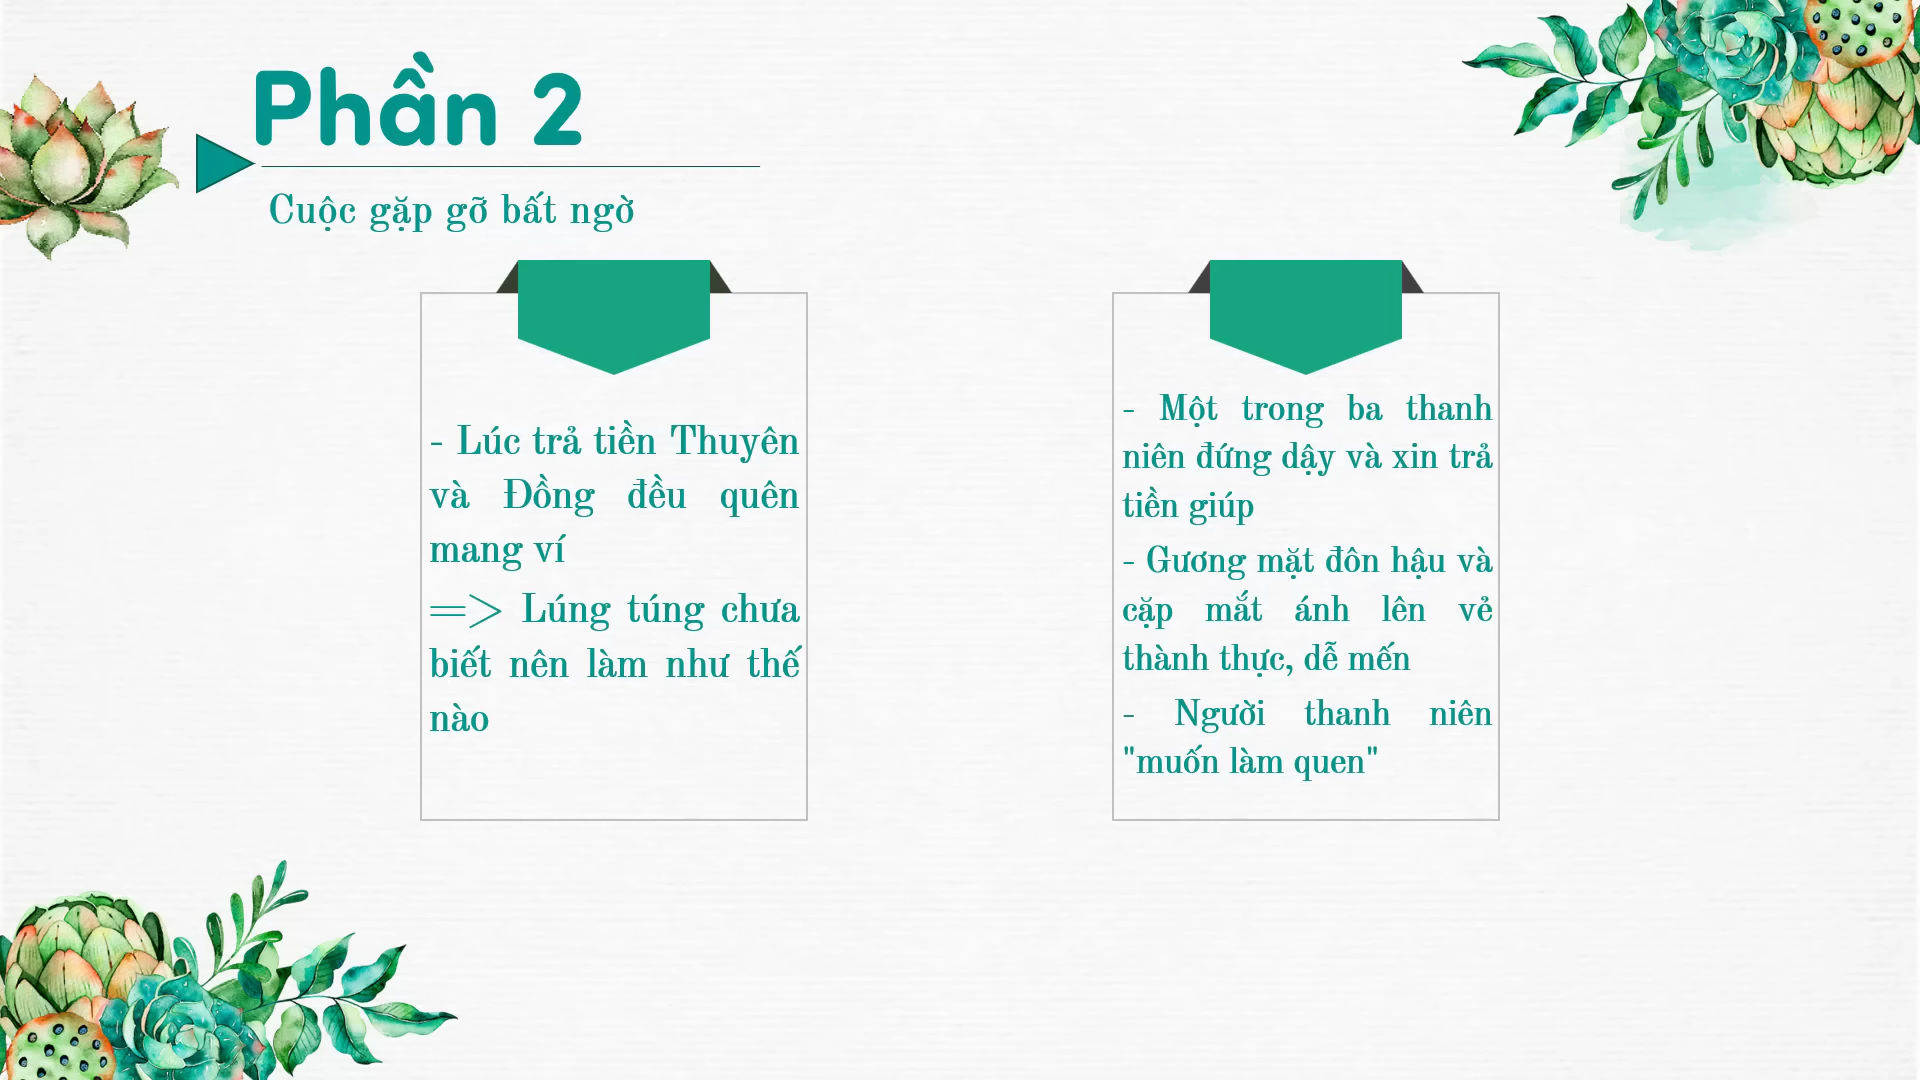 Phần 2
Cuộc gặp gỡ bất ngờ
- Lúc trả tiền Thuyên
và Đồng đều quên
mang ví
=> Lúng túng chưa
biết nên làm như thế
nào
- Một trong ba thanh
niên đứng dậy và xin trả
tiền giúp
- Gương mặt đôn hậu và
cặp mắt ánh lên vẻ
thành thực, dễ mến
- Người thanh niên
"muốn làm quen"